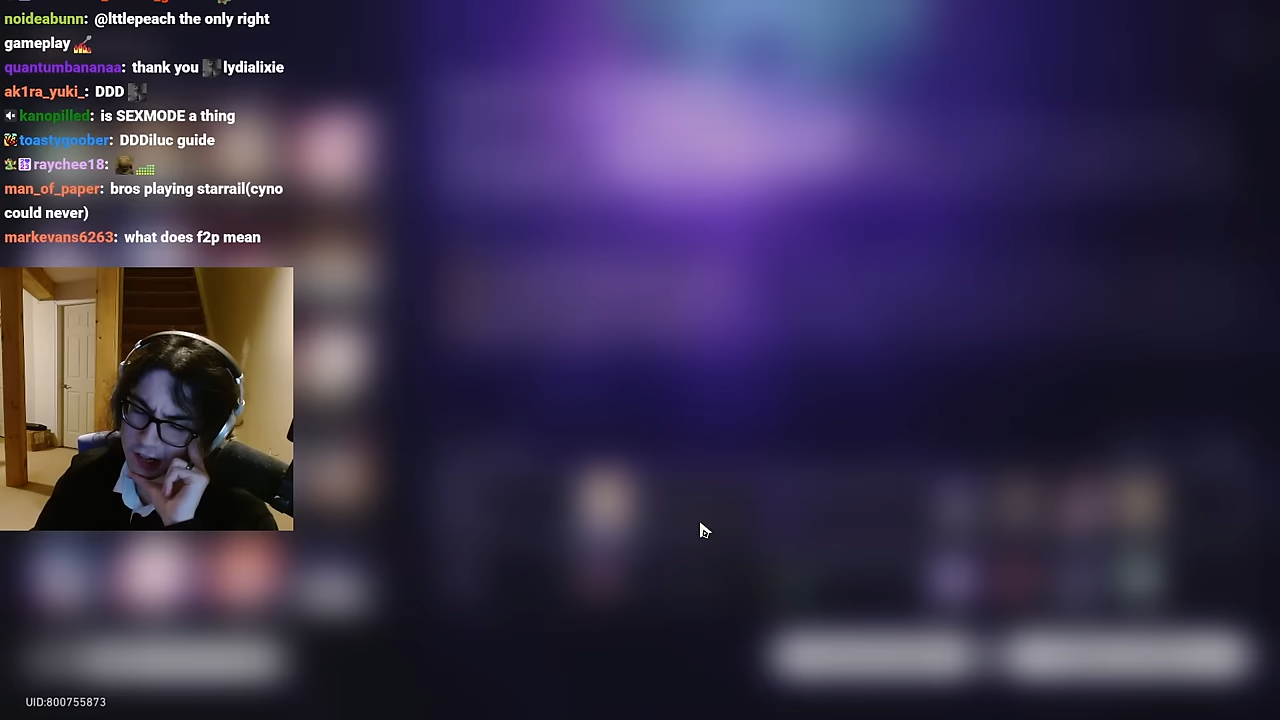 noideabunn: @lttlepeach the only right
gameplay
quantumbananaa: thank you lydialixie
ak1ra_yuki_: DDD
kanopilled: is SEXMODE a thing
toastygoober: DDDiluc guide
raychee18:
man_of_paper: bros playing starrail(cyno
could never)
markevans6263: what does f2p mean
UID:800755873